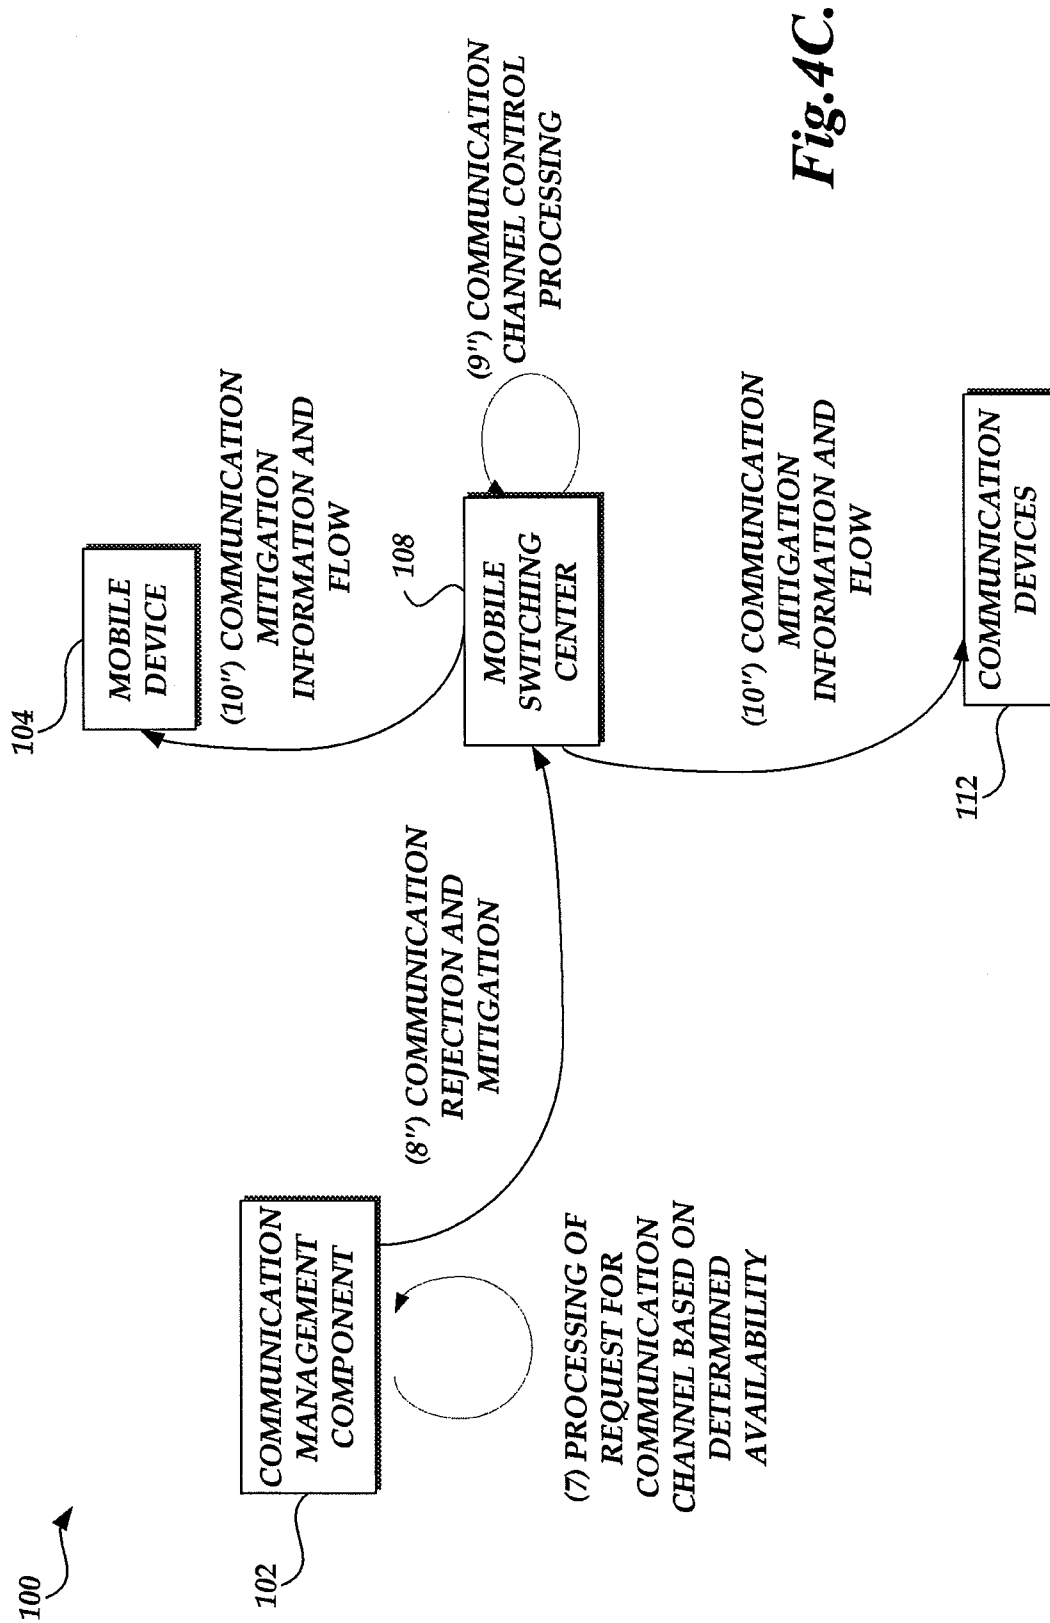 100
102
COMMUNICATION
MANAGEMENT
COMPONENT
(7) PROCESSING OF
REQUEST FOR
COMMUNICATION
CHANNEL BASED ON
DETERMINED
AVAILABILITY
(8") COMMUNICATION
REJECTION AND
MITIGATION
104
MOBILE
DEVICE
(10") COMMUNICATION
MITIGATION
INFORMATION AND
FLOW
108
MOBILE
SWITCHING
CENTER
(9") COMMUNICATION
CHANNEL CONTROL
PROCESSING
(10") COMMUNICATION
MITIGATION
INFORMATION AND
FLOW
112
COMMUNICATION
DEVICES
Fig.4C.